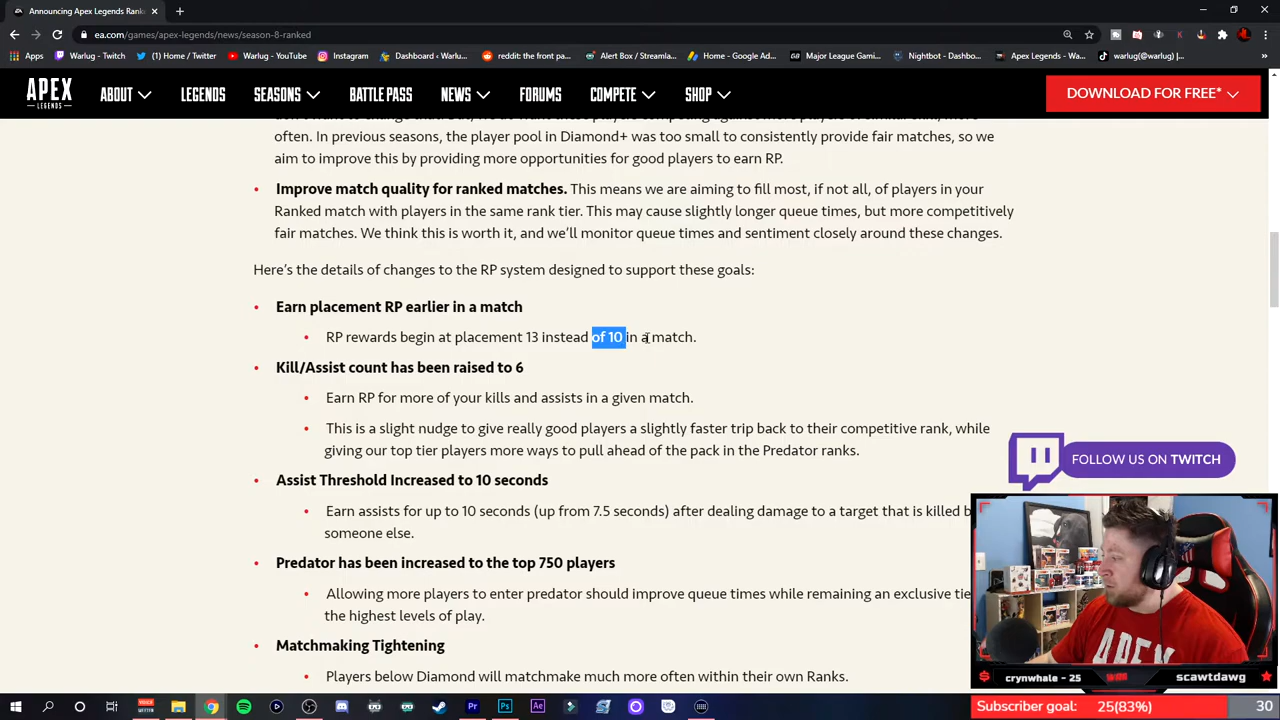 Announcing Ranked Ser
ea.com/games/apex-legends/news/season-8-ranked
Apps
Warlug - Twitch
Home / Twitter
Warlug - YouTube
Instagram
Dashboard - Warlu...
reddit: the front pa...
Alert Box / Streamla...
Home - Google Ad...
Major League Gami...
Nightbot - Dashbo...
Apex Legends - Wa...
warlug (@warlug) |...
APEX
LEGENDS
ABOUT
LEGENDS
SEASONS
BATTLE PASS
NEWS
FORUMS
COMPETE
SHOP
DOWNLOAD FOR FREE*
often. In previous seasons, the player pool in Diamond+ was too small to consistently provide fair matches, so we
aim to improve this by providing more opportunities for good players to earn RP.
• Improve match quality for ranked matches. This means we are aiming to fill most, if not all, of players in your
Ranked match with players in the same rank tier. This may cause slightly longer queue times, but more competitively
fair matches. We think this is worth it, and we'll monitor queue times and sentiment closely around these changes.
Here's the details of changes to the RP system designed to support these goals:
• Earn placement RP earlier in a match
• RP rewards begin at placement 13 instead of 10 in a match.
• Kill/Assist count has been raised to 6
• Earn RP for more of your kills and assists in a given match.
• This is a slight nudge to give really good players a slightly faster trip back to their competitive rank, while
giving our top tier players more ways to pull ahead of the pack in the Predator ranks.
FOLLOW US ON TWITCH
• Assist Threshold Increased to 10 seconds
• Earn assists for up to 10 seconds (up from 7.5 seconds) after dealing damage to a target that is killed b
someone else.
• Predator has been increased to the top 750 players
• Allowing more players to enter predator should improve queue times while remaining an exclusive tie
the highest levels of play.
• Matchmaking Tightening
• Players below Diamond will matchmake much more often within their own Ranks.
APEX
crynwhale - 25
scawtdawg
Subscriber goal:
25(83%)
30